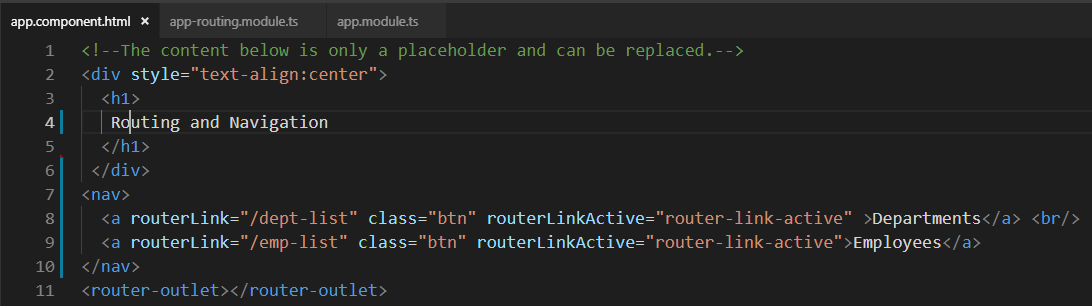 app.component.html × app-routing.module.ts app.module.ts
1 <!--The content below is only a placeholder and can be replaced.-->
2 <div style="text-align:center">
3   <h1>
4    Routing and Navigation
5   </h1>
6  </div>
7 <nav>
8   <a routerLink="/dept-list" class="btn" routerLinkActive="router-link-active" >Departments</a> <br/>
9   <a routerLink="/emp-list" class="btn" routerLinkActive="router-link-active">Employees</a>
10 </nav>
11 <router-outlet></router-outlet>